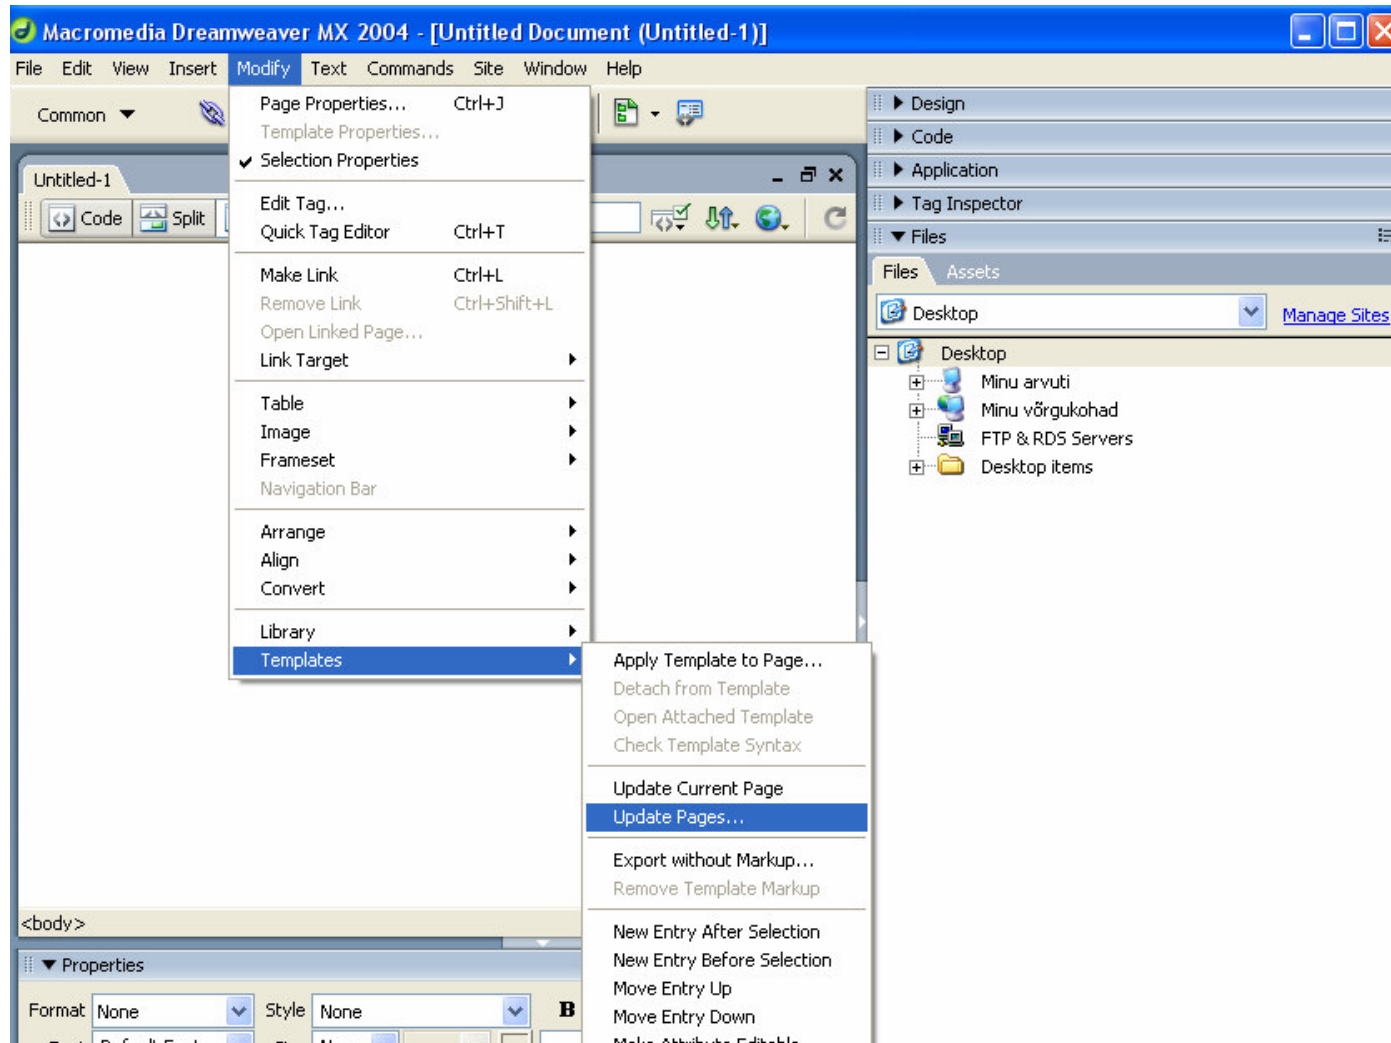 Macromedia Dreamweaver MX 2004 - [Untitled Document (Untitled-1)]
File Edit View Insert Modify Text Commands Site Window Help
Common
Page Properties... Ctrl+J
Template Properties...
Selection Properties
Edit Tag...
Quick Tag Editor Ctrl+T
Make Link Ctrl+L
Remove Link Ctrl+Shift+L
Open Linked Page...
Link Target
Table
Image
Frameset
Navigation Bar
Arrange
Align
Convert
Library
Templates
Apply Template to Page...
Detach from Template
Open Attached Template
Check Template Syntax
Update Current Page
Update Pages...
Export without Markup...
Remove Template Markup
New Entry After Selection
New Entry Before Selection
Move Entry Up
Move Entry Down
Make Attribute Editable
Untitled-1
Code Split
<body>
Properties
Format None Style None B
Default Font
Design
Code
Application
Tag Inspector
Files
Files Assets
Desktop Manage Sites
Desktop
Minu arvuti
Minu võrgukohad
FTP & RDS Servers
Desktop items